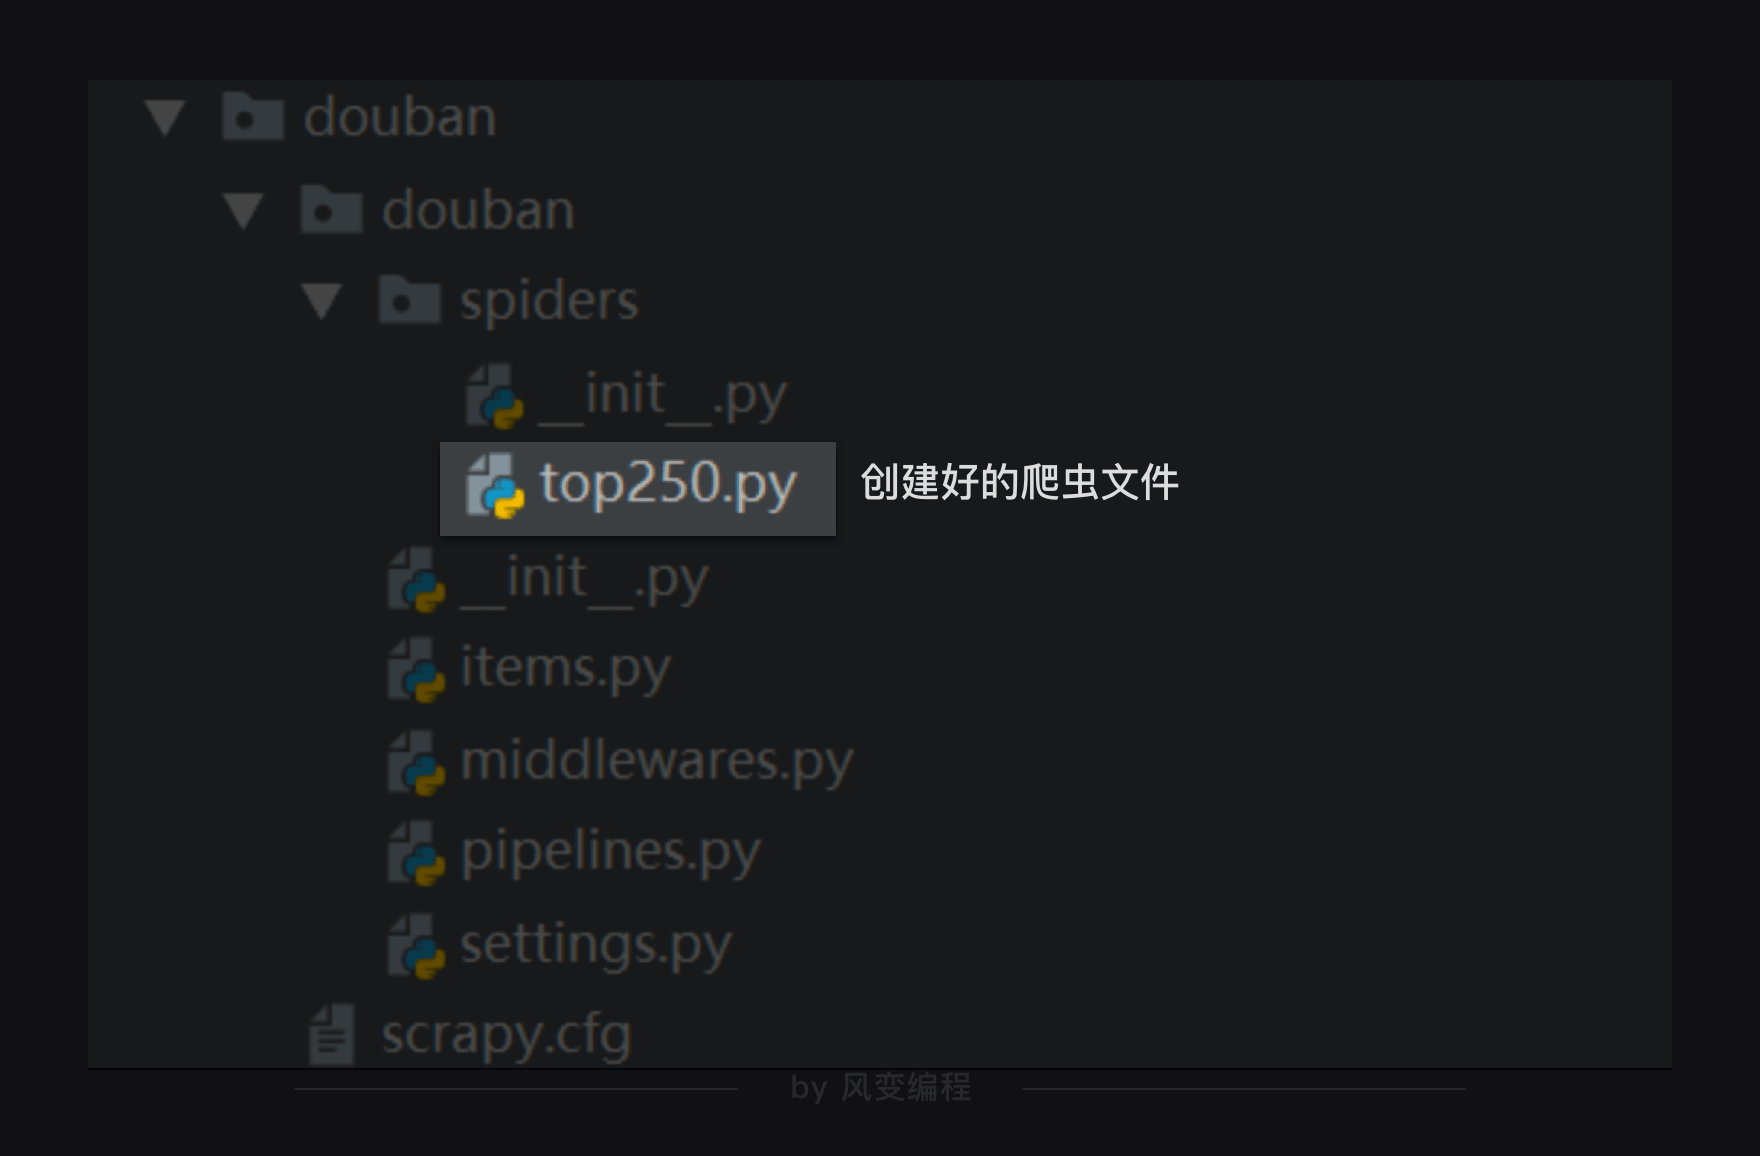 douban
douban
spiders
__init__.py
top250.py 创建好的爬虫文件
__init__.py
items.py
middlewares.py
pipelines.py
settings.py
scrapy.cfg
by 风变编程